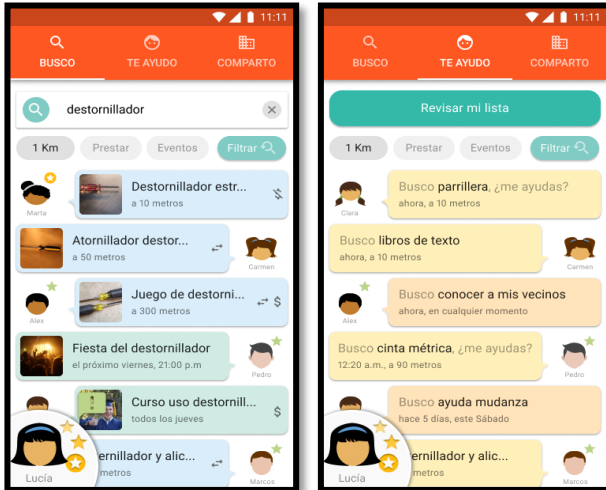 11:11
BUSCO TE AYUDO COMPARTO
destornillador
1 Km Prestar Eventos Filtrar
Destornillador estr...
a 10 metros
Marta
Atornillador destor...
a 50 metros
Carmen
Juego de destorni...
a 300 metros
$
Alex
Fiesta del destornillador
el próximo viernes, 21:00 p.m
Pedro
Curso uso destornill...
todos los jueves
$
ernillador y alic...
metros
Lucía
Marcos
11:11
BUSCO TE AYUDO COMPARTO
Revisar mi lista
1 Km Prestar Eventos Filtrar
Busco parrillera, ¿me ayudas?
ahora, a 10 metros
Clara
Busco libros de texto
ahora, a 10 metros
Carmen
Busco conocer a mis vecinos
ahora, en cualquier momento
Alex
Busco cinta métrica, ¿me ayudas?
12:20 a.m., a 90 metros
Pedro
Busco ayuda mudanza
hace 5 días, este Sábado
ernillador y alic...
metros
Lucía
Marcos